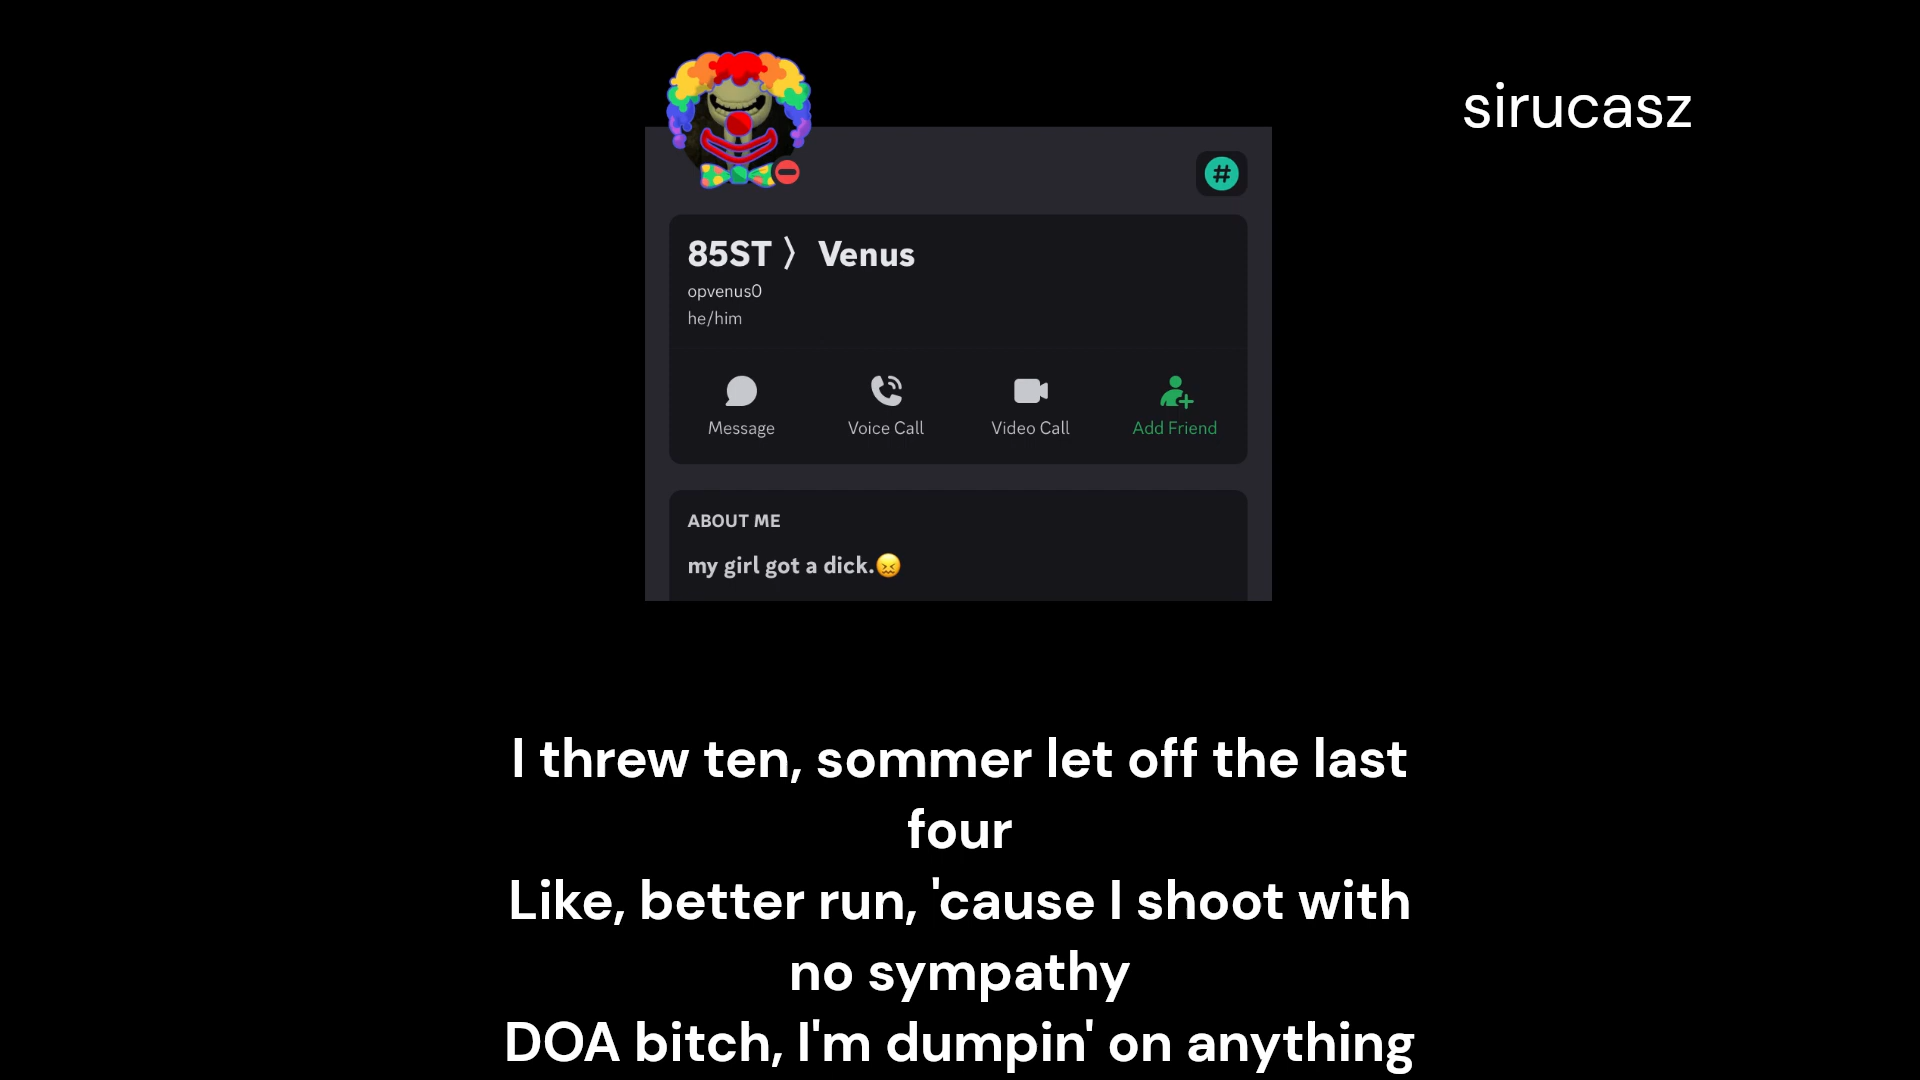 sirucasz
85ST 〉 Venus
opvenus0
he/him
Message
Voice Call
Video Call
Add Friend
ABOUT ME
my girl got a dick.😖
I threw ten, sommer let off the last
four
Like, better run, 'cause I shoot with
no sympathy
DOA bitch, I'm dumpin' on anything